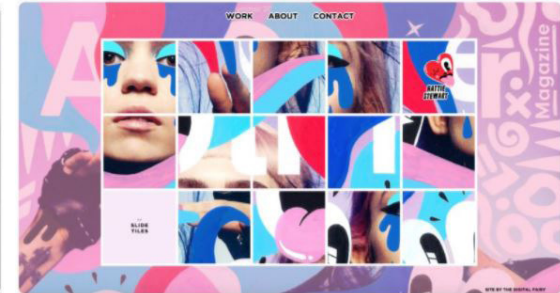 WORK ABOUT CONTACT
Magazine
HATTIE
STEWART
SLIDE
TILES
SITE BY THE DIGITAL FAIRY